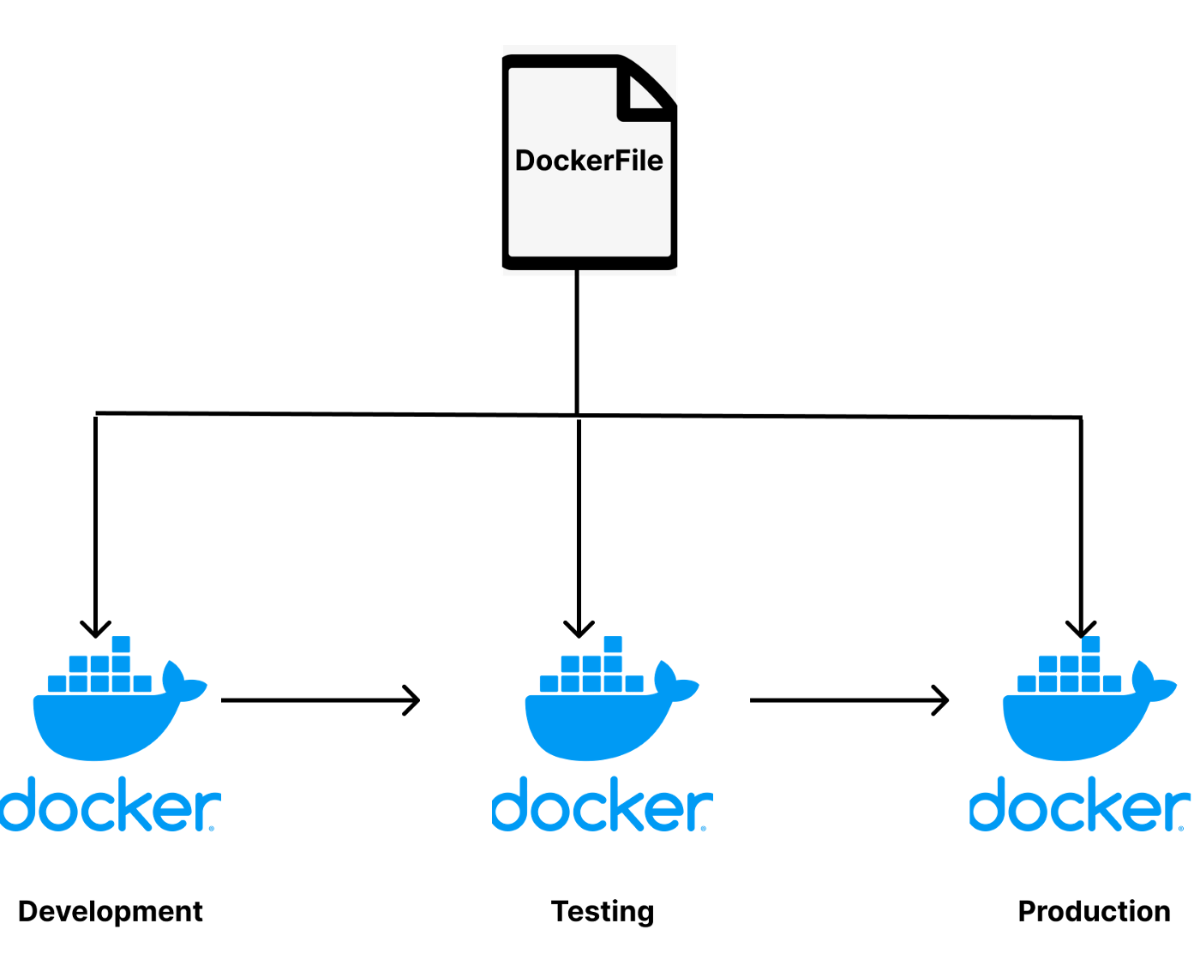 DockerFile
docker
docker
docker
Development
Testing
Production